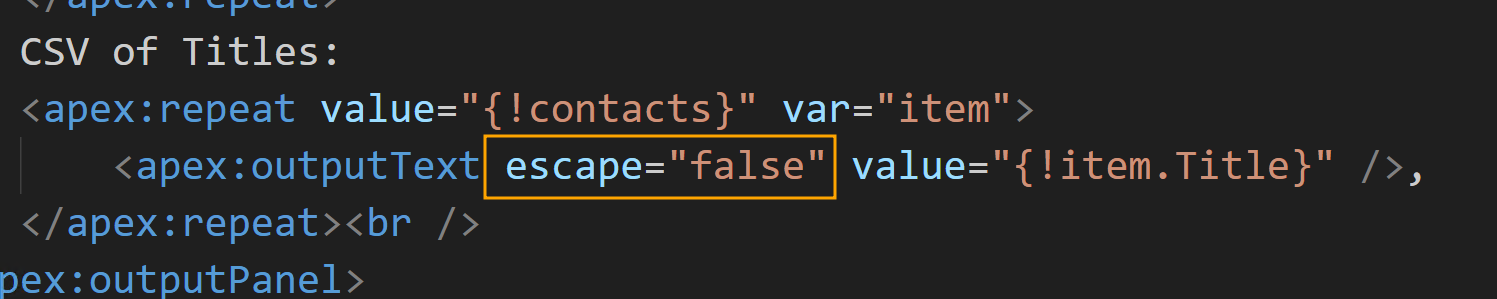 </apex:repeat>
CSV of Titles:
<apex:repeat value="{!contacts}" var="item">
<apex:outputText escape="false" value="{!item.Title}" />,
</apex:repeat><br />
pex:outputPanel>